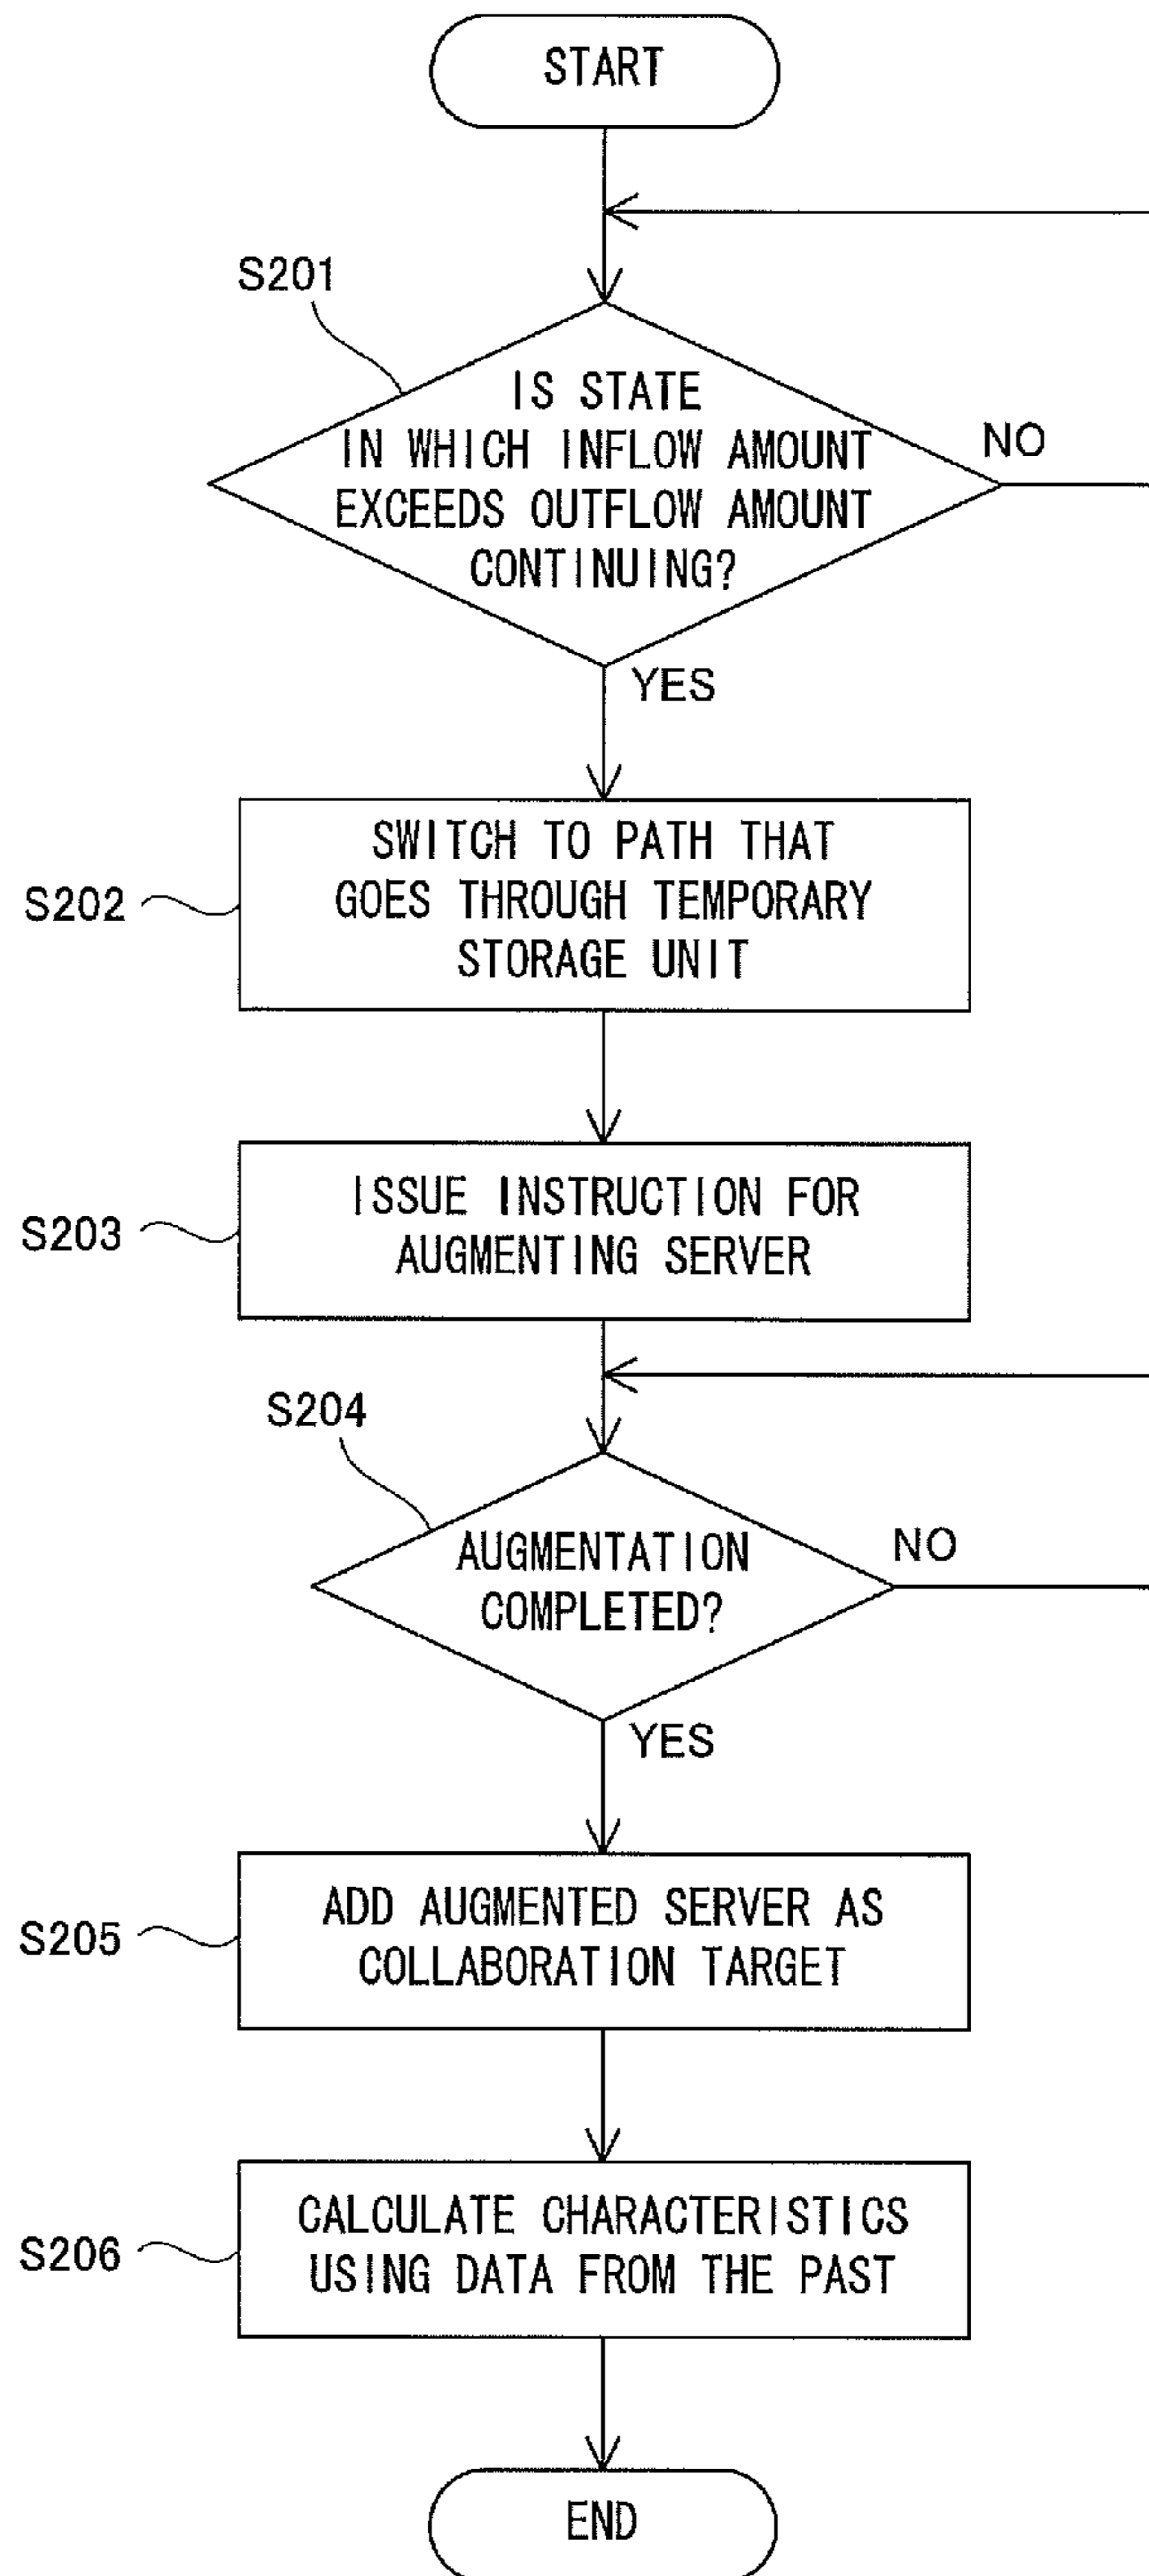 START
S201
IS STATE
IN WHICH INFLOW AMOUNT
EXCEEDS OUTFLOW AMOUNT
CONTINUING?
NO
YES
S202
SWITCH TO PATH THAT
GOES THROUGH TEMPORARY
STORAGE UNIT
S203
ISSUE INSTRUCTION FOR
AUGMENTING SERVER
S204
AUGMENTATION
COMPLETED?
NO
YES
S205
ADD AUGMENTED SERVER AS
COLLABORATION TARGET
S206
CALCULATE CHARACTERISTICS
USING DATA FROM THE PAST
END